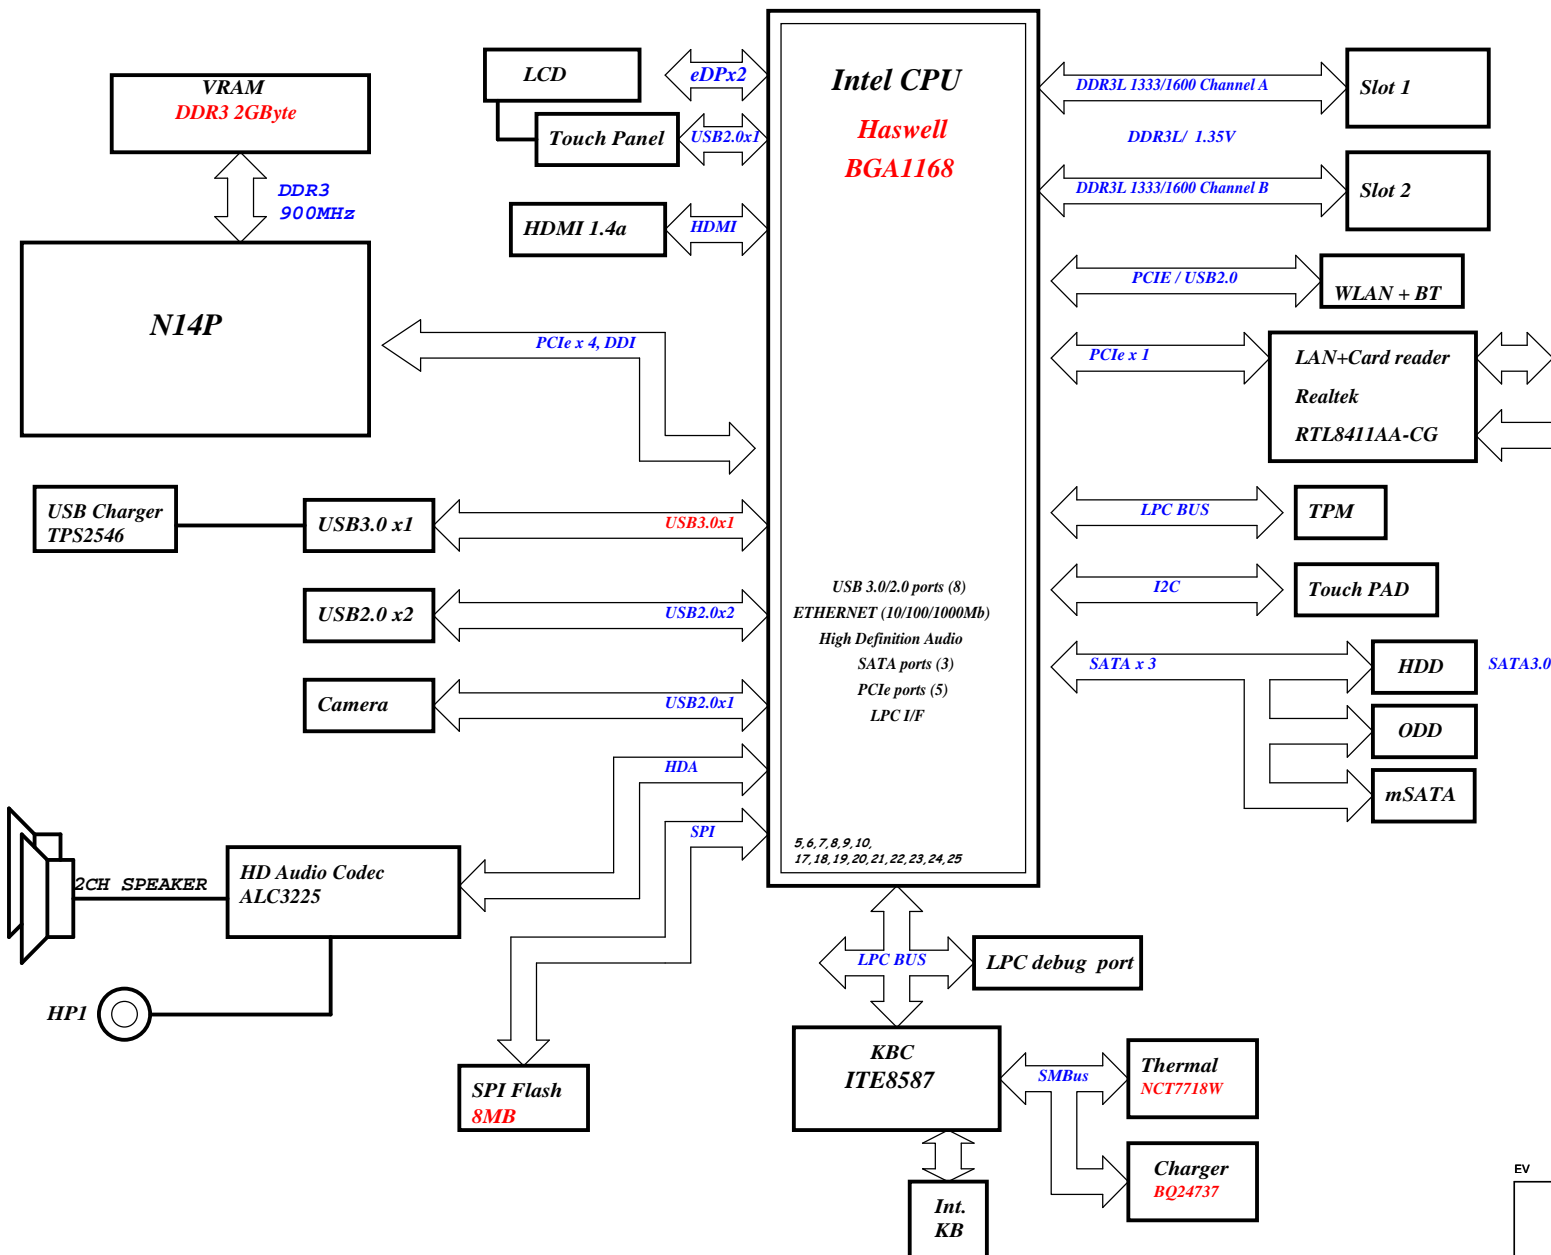 VRAM
DDR3 2GByte
DDR3
900MHz
N14P
LCD
eDPx2
Touch Panel
USB2.0x1
HDMI 1.4a
HDMI
PCIe x 4, DDI
Intel CPU
Haswell
BGA1168
DDR3L 1333/1600 Channel A
Slot 1
DDR3L/ 1.35V
DDR3L 1333/1600 Channel B
Slot 2
PCIE / USB2.0
WLAN + BT
PCIe x 1
LAN+Card reader
Realtek
RTL8411AA-CG
USB Charger
TPS2546
USB3.0 x1
USB3.0x1
LPC BUS
TPM
USB2.0 x2
USB2.0x2
I2C
Touch PAD
USB 3.0/2.0 ports (8)
ETHERNET (10/100/1000Mb)
High Definition Audio
SATA ports (3)
PCIe ports (5)
LPC I/F
Camera
USB2.0x1
SATA x 3
HDD
SATA3.0
ODD
mSATA
HDA
SPI
5,6,7,8,9,10,
17,18,19,20,21,22,23,24,25
2CH SPEAKER
HD Audio Codec
ALC3225
HP1
SPI Flash
8MB
LPC BUS
LPC debug port
KBC
ITE8587
SMBus
Thermal
NCT7718W
Charger
BQ24737
Int.
KB
EV